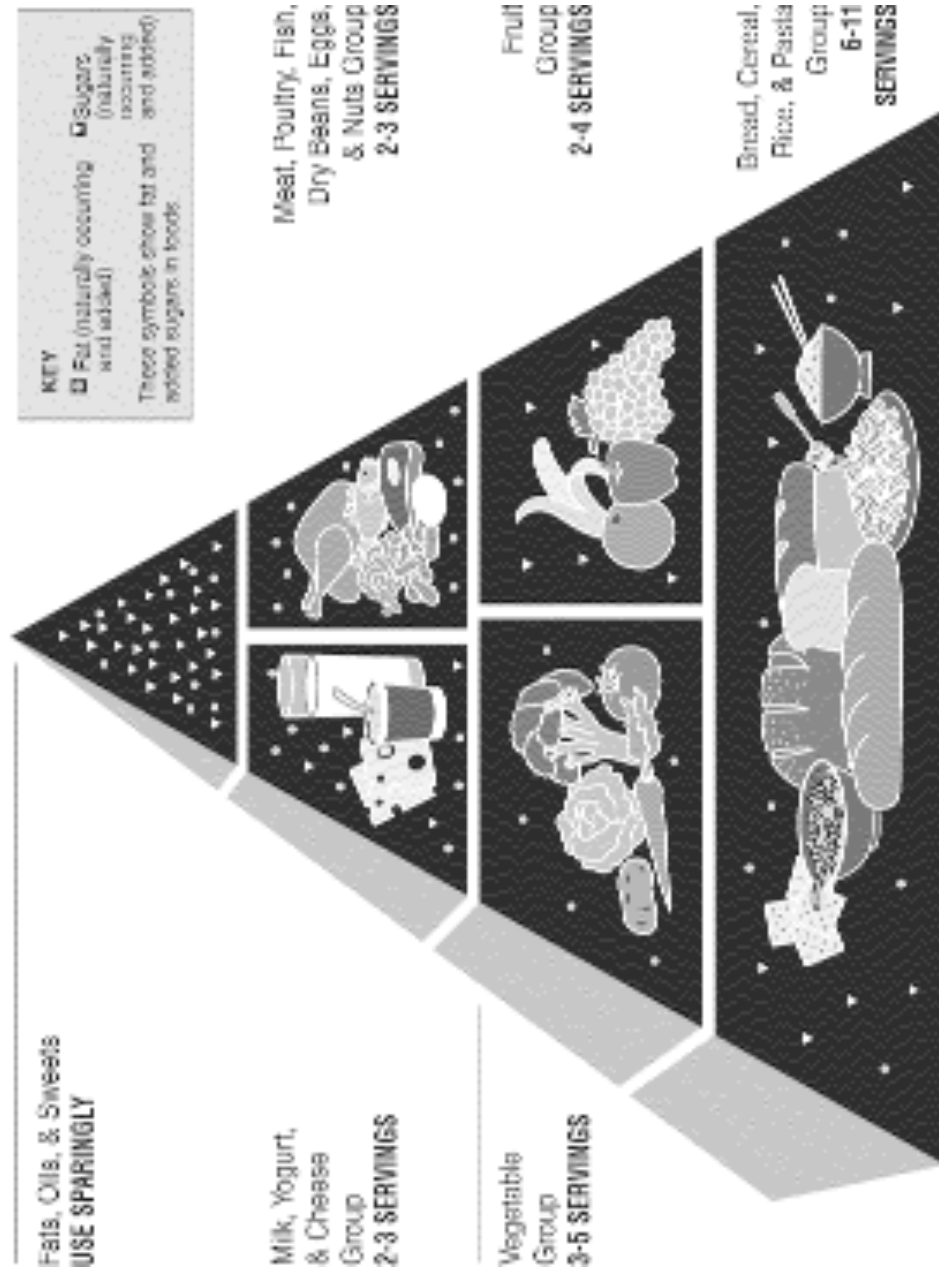 KEY
Fat (naturally occurring
and added)
Sugars
(naturally
occurring
and added)
These symbols show fat and
added sugars in foods
Fats, Oils, & Sweets
USE SPARINGLY
Milk, Yogurt,
& Cheese
Group
2-3 SERVINGS
Meat, Poultry, Fish,
Dry Beans, Eggs,
& Nuts Group
2-3 SERVINGS
Vegetable
Group
3-5 SERVINGS
Fruit
Group
2-4 SERVINGS
Bread, Cereal,
Rice, & Pasta
Group
6-11
SERVINGS